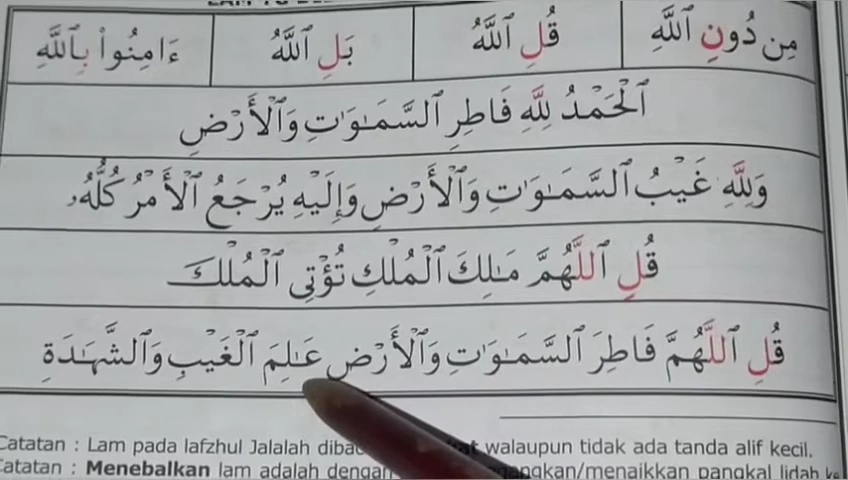 مِن دُونِ ٱللَّهِ قُلِ ٱللَّهُ بَلِ ٱللَّهُ ءَامِنُوا۟ بِٱللَّهِ
ٱلْحَمْدُ لِلَّهِ فَاطِرِ ٱلسَّمَـٰوَٰتِ وَٱلْأَرْضِ
وَلِلَّهِ غَيْبُ ٱلسَّمَـٰوَٰتِ وَٱلْأَرْضِ وَإِلَيْهِ يُرْجَعُ ٱلْأَمْرُ كُلُّهُۥ
قُلِ ٱللَّهُمَّ مَـٰلِكَ ٱلْمُلْكِ تُؤْتِى ٱلْمُلْكَ
قُلِ ٱللَّهُمَّ فَاطِرَ ٱلسَّمَـٰوَٰتِ وَٱلْأَرْضِ عَـٰلِمَ ٱلْغَيْبِ وَٱلشَّهَـٰدَةِ
Catatan : Lam pada lafzhul Jalalah walaupun tidak ada tanda alif kecil.
Catatan : Menebalkan lam adalah dengan pangkal lidah